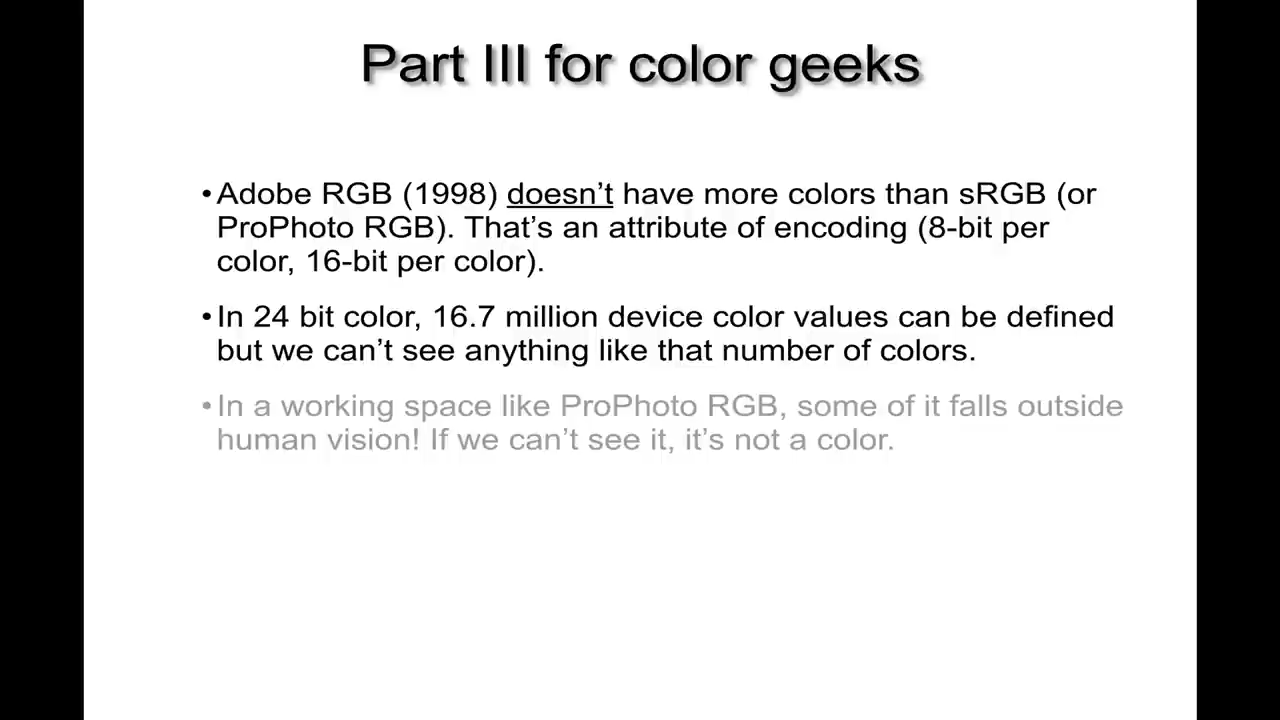 Part III for color geeks
•Adobe RGB (1998) doesn’t have more colors than sRGB (or
ProPhoto RGB). That’s an attribute of encoding (8-bit per
color, 16-bit per color).
•In 24 bit color, 16.7 million device color values can be defined
but we can’t see anything like that number of colors.
•In a working space like ProPhoto RGB, some of it falls outside
human vision! If we can’t see it, it’s not a color.